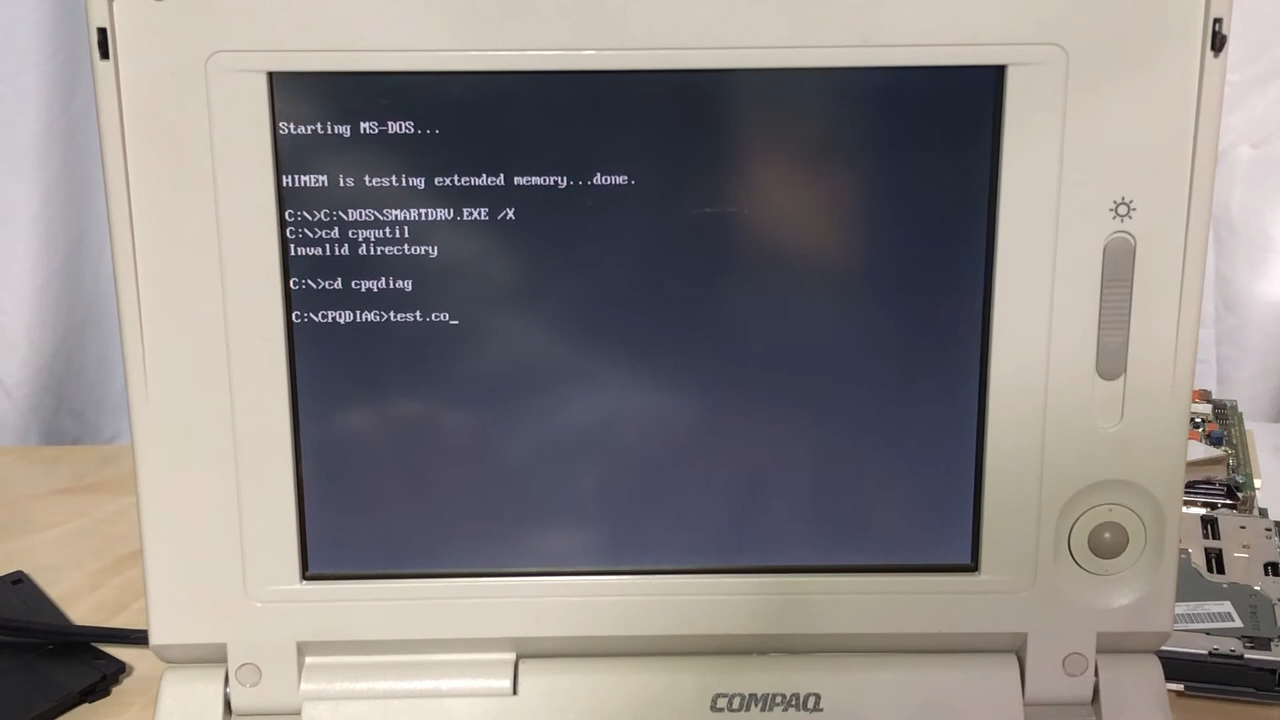 Starting MS-DOS...
HIMEM is testing extended memory...done.
C:\>C:\DOS\SMARTDRV.EXE /X
C:\>cd cpqutil
Invalid directory
C:\>cd cpqdiag
C:\CPQDIAG>test.co_
COMPAQ